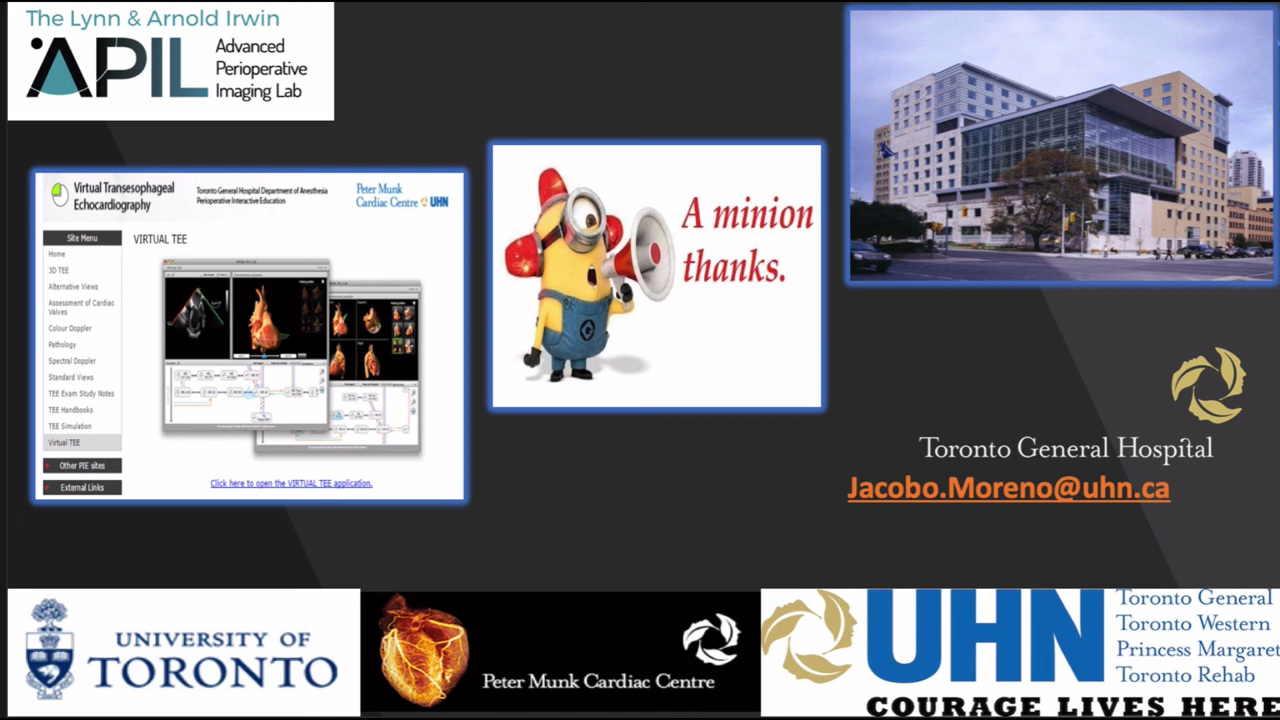 The Lynn & Arnold Irwin
APIL
Advanced
Perioperative
Imaging Lab
Virtual Transesophageal
Echocardiography
Toronto General Hospital Department of Anesthesia
Perioperative Interactive Education
Peter Munk
Cardiac Centre UHN
Site Menu
Home
3D TEE
Alternative Views
Assessment of Cardiac
Valves
Colour Doppler
Pathology
Spectral Doppler
Standard Views
TEE Exam Study Notes
TEE Handbooks
TEE Simulation
Virtual TEE
Other PIE sites
External Links
VIRTUAL TEE
Click here to open the VIRTUAL TEE application.
A minion
thanks.
Toronto General Hospital
Jacobo.Moreno@uhn.ca
UNIVERSITY OF
TORONTO
Peter Munk Cardiac Centre
UHN
Toronto General
Toronto Western
Princess Margaret
Toronto Rehab
COURAGE LIVES HERE